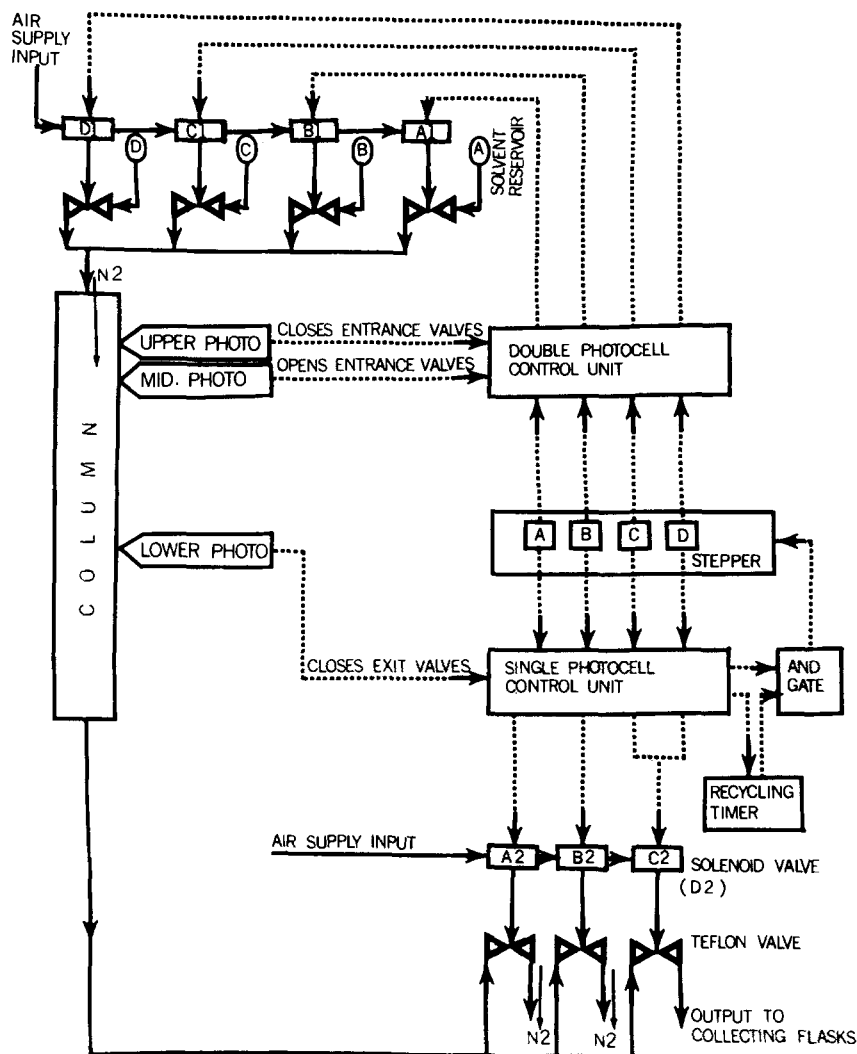 AIR
SUPPLY
INPUT
D
C
B
A
D
C
B
A
SOLVENT
RESERVOIR
N2
COLUMN
UPPER PHOTO
CLOSES ENTRANCE VALVES
MID. PHOTO
OPENS ENTRANCE VALVES
DOUBLE PHOTOCELL
CONTROL UNIT
A
B
C
D
STEPPER
LOWER PHOTO
CLOSES EXIT VALVES
SINGLE PHOTOCELL
CONTROL UNIT
AND
GATE
RECYCLING
TIMER
AIR SUPPLY INPUT
A2
B2
C2
SOLENOID VALVE
(D2)
TEFLON VALVE
N2
N2
OUTPUT TO
COLLECTING FLASKS